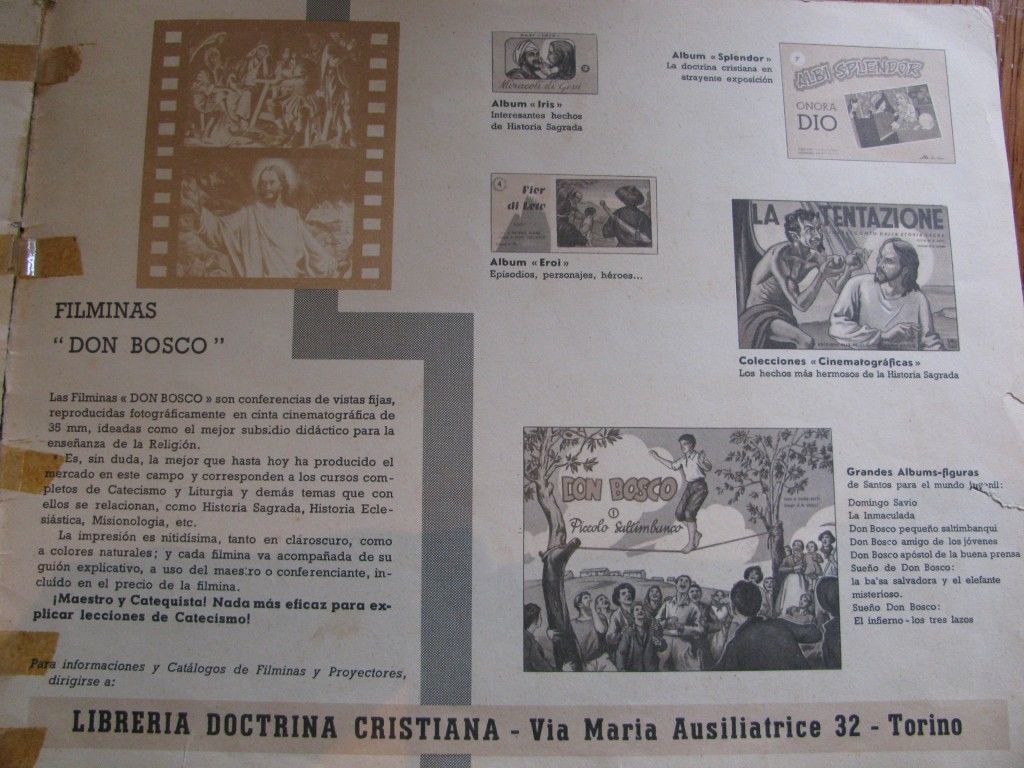 FILMINAS
“ DON BOSCO ”
Las Filminas « DON BOSCO » son conferencias de vistas fijas,
reproducidas fotográficamente en cinta cinematográfica de
35 mm, ideadas como el mejor subsidio didáctico para la
enseñanza de la Religión.
Es, sin duda, la mejor que hasta hoy ha producido el
mercado en este campo y corresponden a los cursos com-
pletos de Catecismo y Liturgia y demás temas que con
ellos se relacionan, como Historia Sagrada, Historia Ecle-
siástica, Misionologia, etc.
La impresión es nitidísima, tanto en claroscuro, como
a colores naturales; y cada filmina va acompañada de su
guión explicativo, a uso del maestro o conferenciante, in-
cluído en el precio de la filmina.
¡Maestro y Catequista! Nada más eficaz para ex-
plicar lecciones de Catecismo!
Para informaciones y Catálogos de Filminas y Proyectores,
dirigirse a:
Miracoli di Gesù
Album « Iris »
Interesantes hechos
de Historia Sagrada
Album « Splendor »
La doctrina cristiana en
atrayente exposición
ALBI SPLENDOR
ONORA
DIO
4
Fior
di Loto
Album « Eroi »
Episodios, personajes, héroes...
LA TENTAZIONE
Colecciones « Cinematográficas »
Los hechos más hermosos de la Historia Sagrada
DON BOSCO
1
Piccolo Saltimbanco
Grandes Albums-figuras
de Santos para el mundo juvenil:
Domingo Savio
La Inmaculada
Don Bosco pequeño saltimbanqui
Don Bosco amigo de los jóvenes
Don Bosco apóstol de la buena prensa
Sueño de Don Bosco:
la balsa salvadora y el elefante
misterioso.
Sueño Don Bosco:
El infierno - los tres lazos
LIBRERIA DOCTRINA CRISTIANA - Via Maria Ausiliatrice 32 - Torino